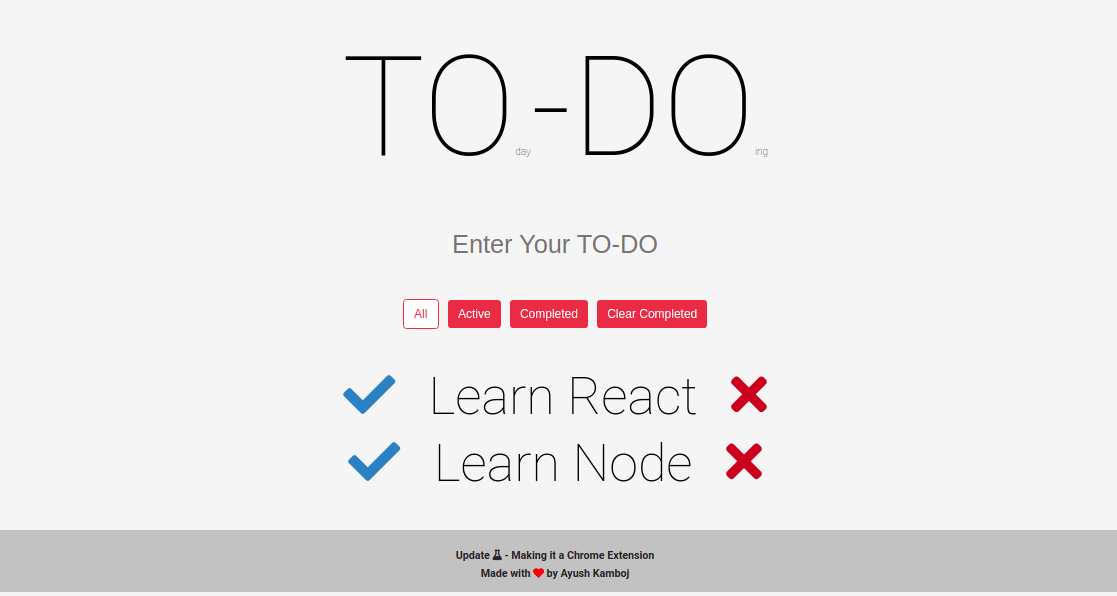 TO day - DO ing
Enter Your TO-DO
All Active Completed Clear Completed
Learn React
Learn Node
Update - Making it a Chrome Extension
Made with by Ayush Kamboj